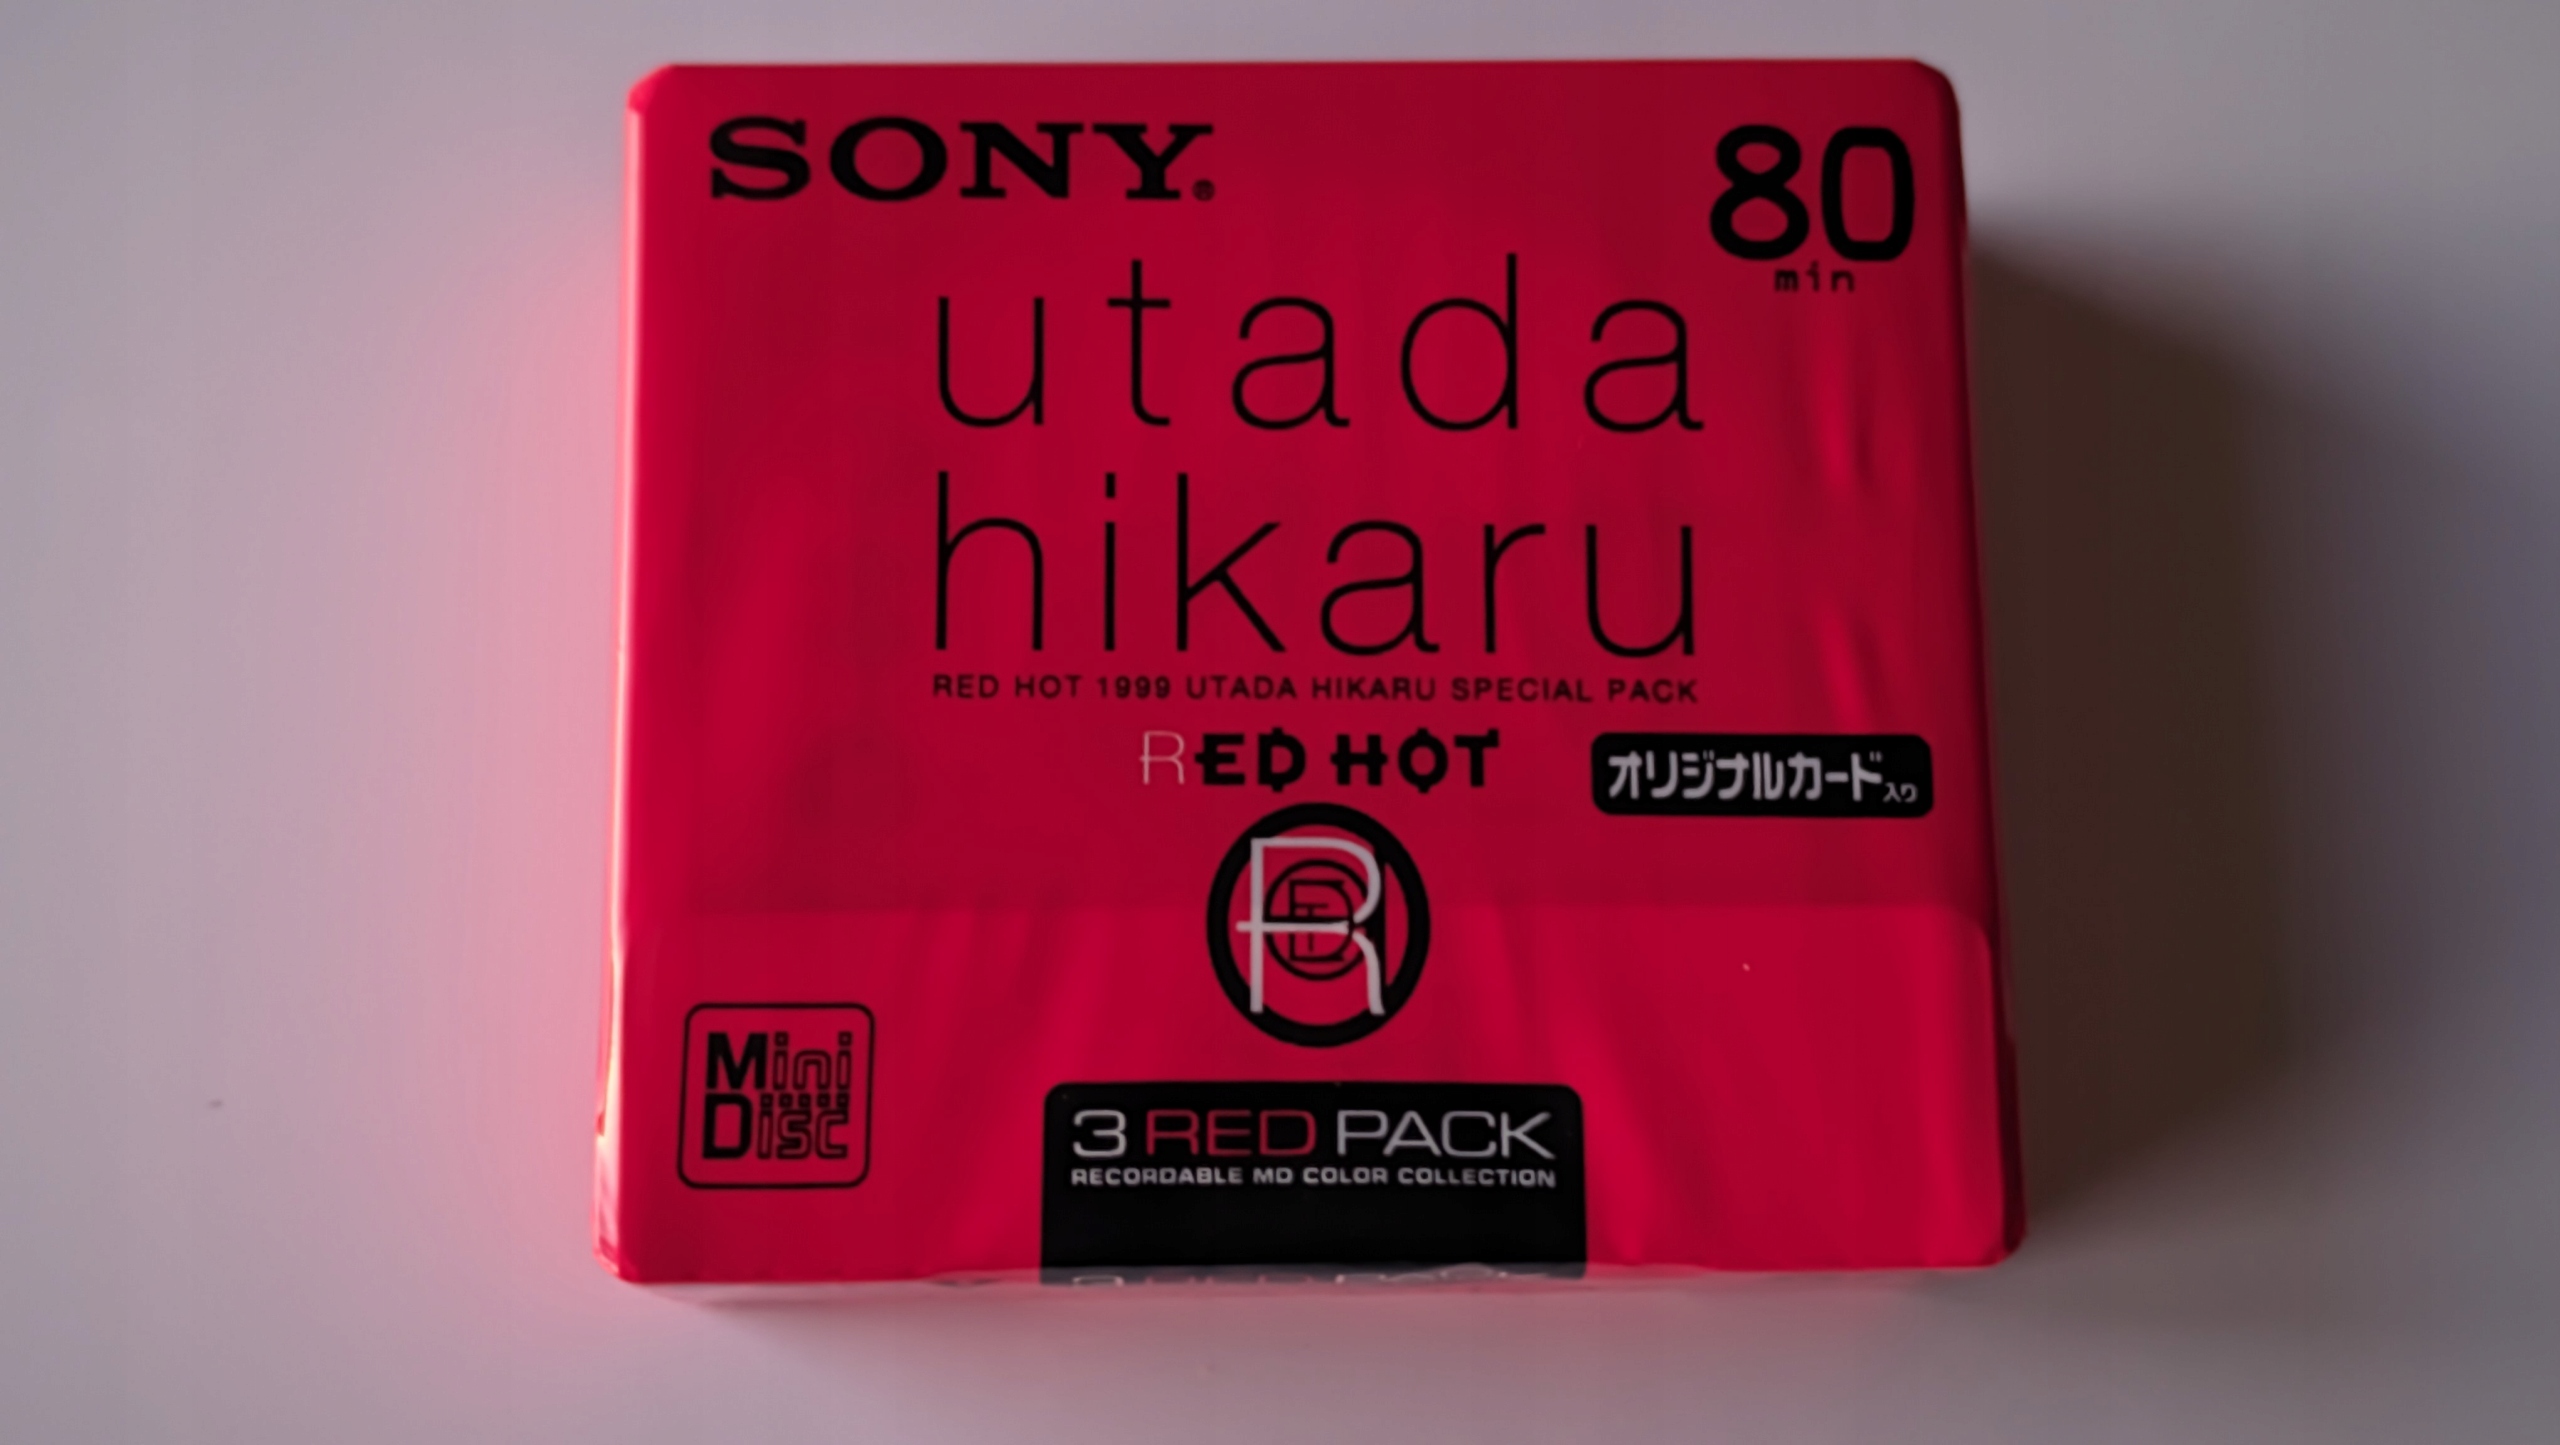 SONY®
80
min
utada
hikaru
RED HOT 1999 UTADA HIKARU SPECIAL PACK
RED HOT
オリジナルカード入り
RED
Mini
Disc
3 RED PACK
RECORDABLE MD COLOR COLLECTION